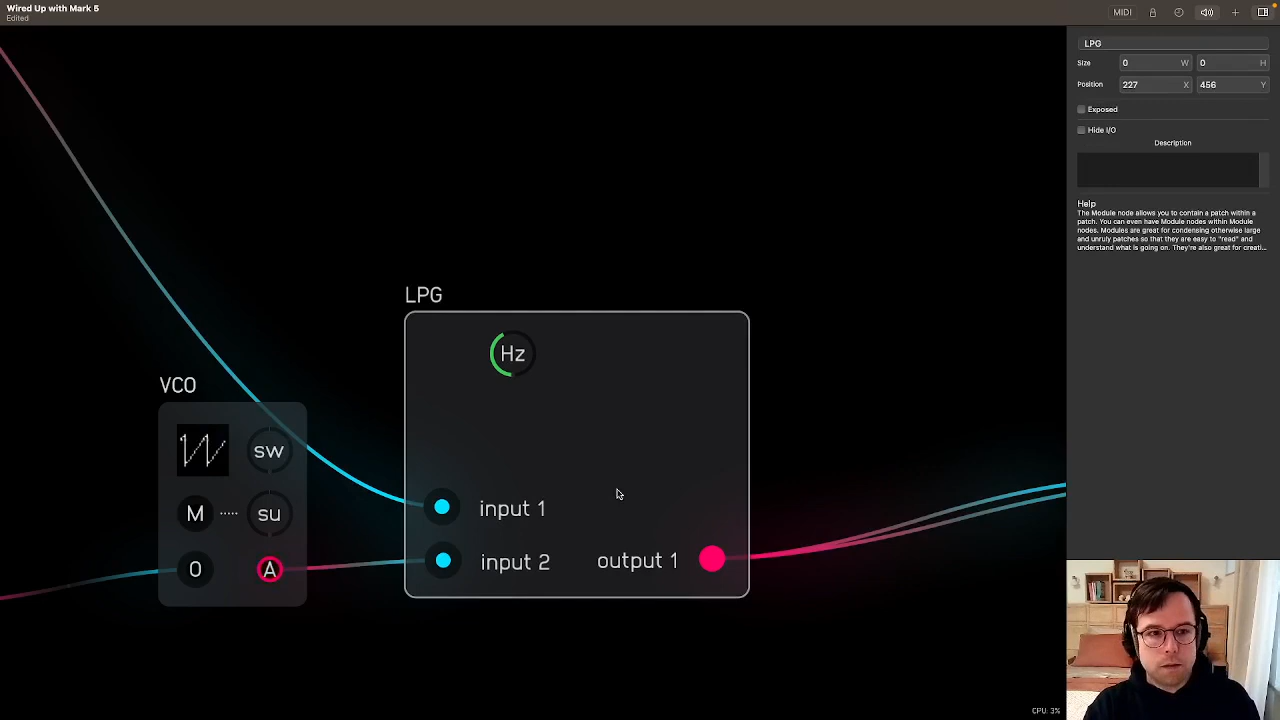 Wired Up with Mark 5
Edited
MIDI
LPG
Size
0
W
0
H
Position
227
X
456
Y
Exposed
Hide I/O
Description
Help
The Module node allows you to contain a patch within a
patch. You can even have Module nodes within Module
nodes. Modules are great for condensing otherwise large
and unruly patches so that they are easy to "read" and
understand what is going on. They're also great for creati...
LPG
Hz
VCO
sw
M
su
O
A
input 1
input 2
output 1
CPU: 3%